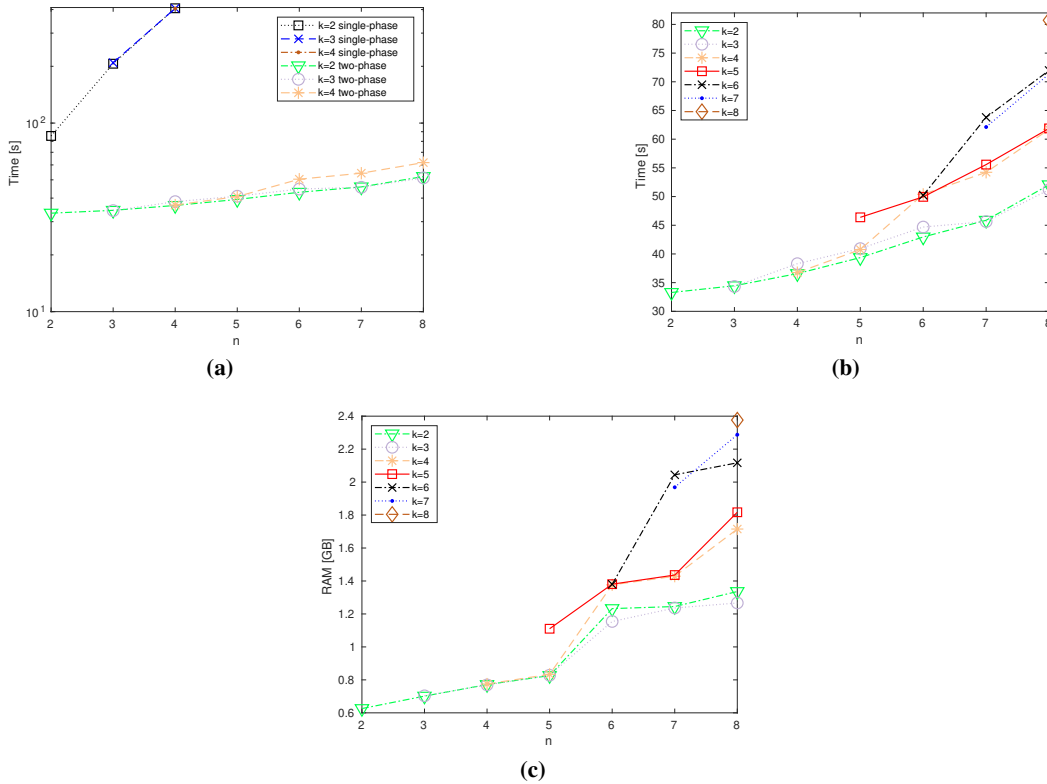 10^2
10^1
Time [s]
2 3 4 5 6 7 8
n
k=2 single-phase
k=3 single-phase
k=4 single-phase
k=2 two-phase
k=3 two-phase
k=4 two-phase
(a)
80
75
70
65
60
55
50
45
40
35
30
Time [s]
2 3 4 5 6 7 8
n
k=2
k=3
k=4
k=5
k=6
k=7
k=8
(b)
2.4
2.2
2
1.8
1.6
1.4
1.2
1
0.8
0.6
RAM [GB]
2 3 4 5 6 7 8
n
k=2
k=3
k=4
k=5
k=6
k=7
k=8
(c)